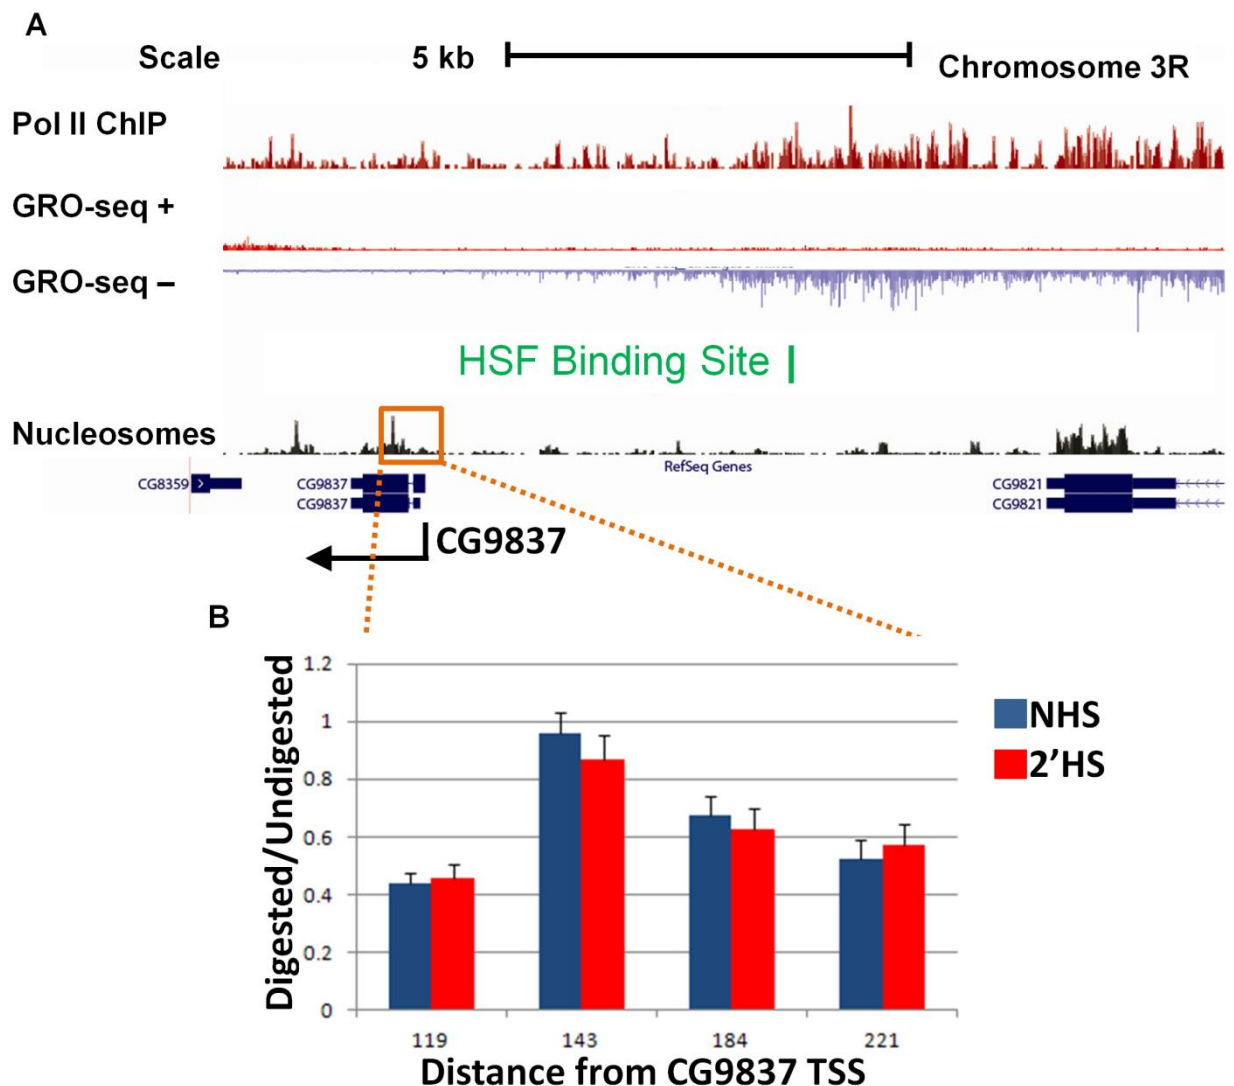 A
Scale
5 kb
Chromosome 3R
Pol II ChIP
GRO-seq +
GRO-seq –
HSF Binding Site
Nucleosomes
RefSeq Genes
CG8359
CG9837
CG9821
CG9837
CG9821
CG9837
B
Digested/Undigested
1.2
1
0.8
0.6
0.4
0.2
0
NHS
2'HS
119
143
184
221
Distance from CG9837 TSS